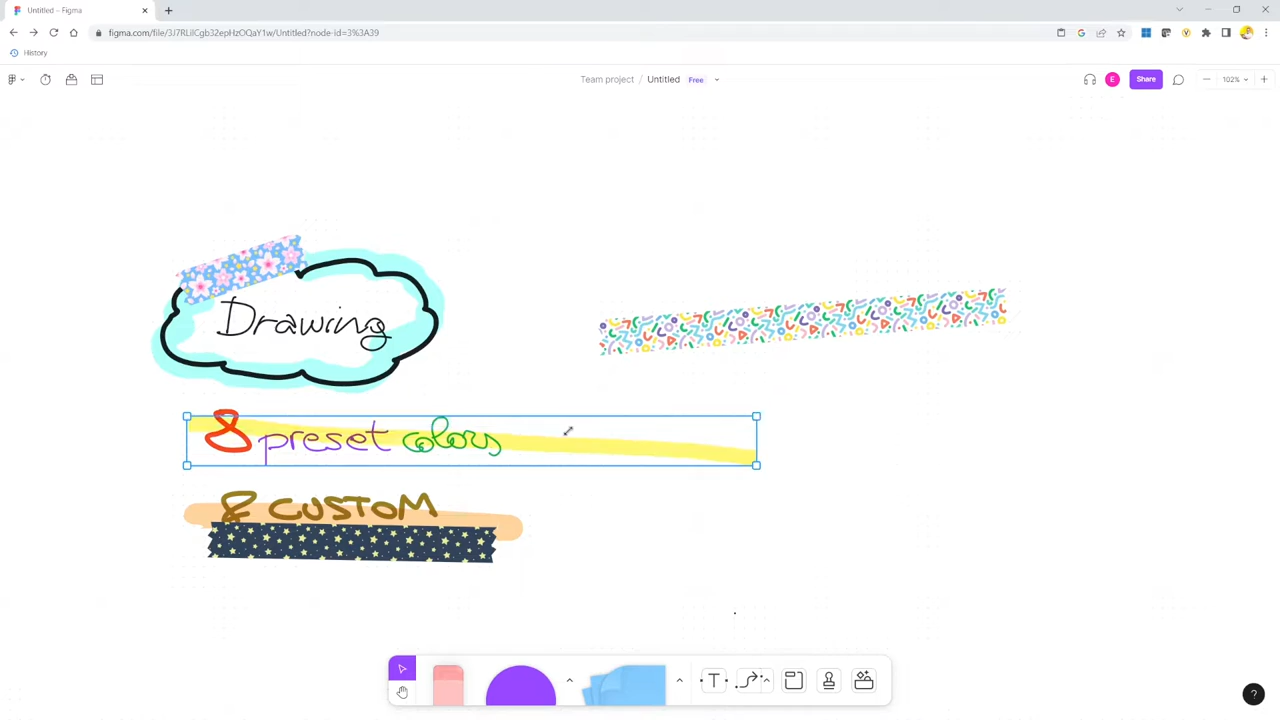 Untitled – Figma
figma.com/file/3J7RLilCgb32epHzOQaY1w/Untitled?node-id=3%3A39
History
Team project / Untitled Free
E
Share
102%
Drawing
8 preset colors
8 CUSTOM
T
?